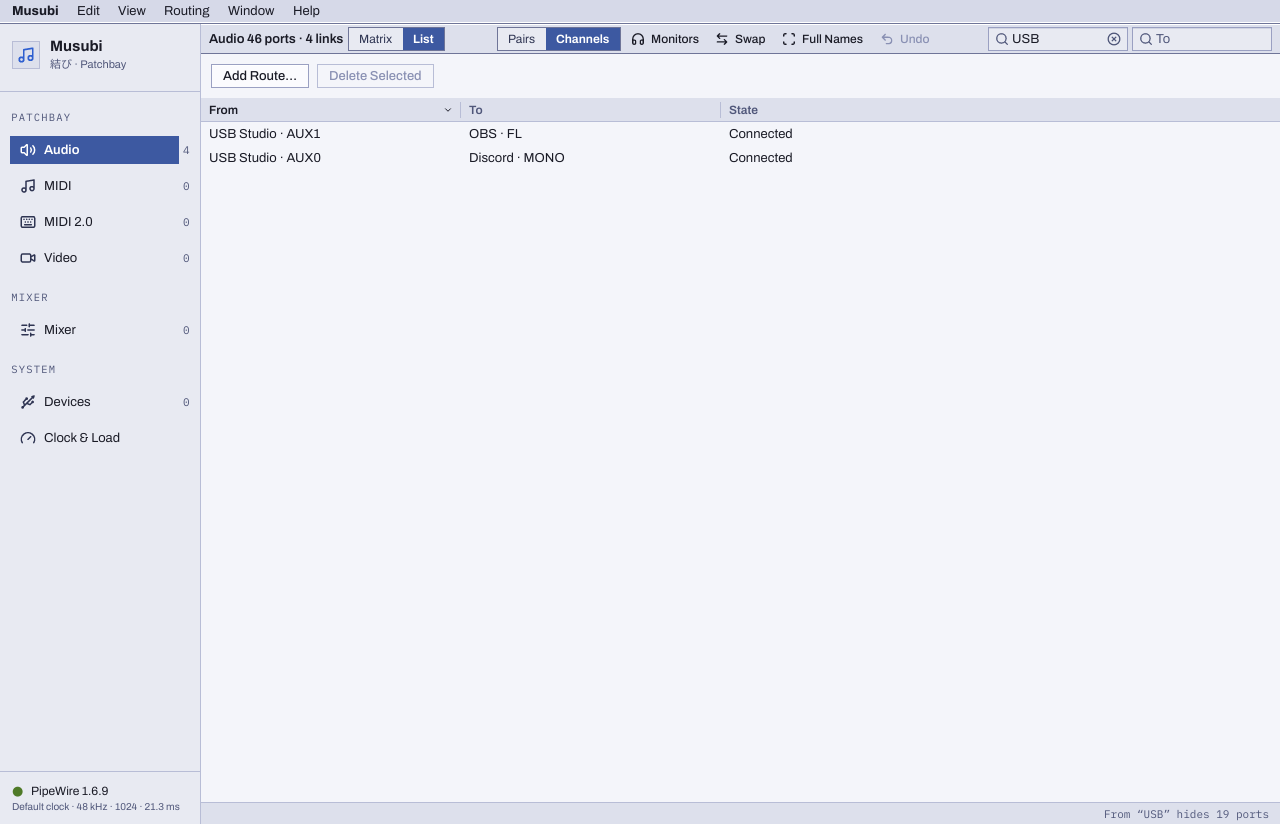 Musubi Edit View Routing Window Help
Musubi
結び · Patchbay
Audio 46 ports · 4 links Matrix List Pairs Channels Monitors Swap Full Names Undo USB To
Add Route... Delete Selected
From To State
USB Studio · AUX1 OBS · FL Connected
USB Studio · AUX0 Discord · MONO Connected
PATCHBAY
Audio 4
MIDI 0
MIDI 2.0 0
Video 0
MIXER
Mixer 0
SYSTEM
Devices 0
Clock & Load
PipeWire 1.6.9
Default clock · 48 kHz · 1024 · 21.3 ms
From “USB” hides 19 ports